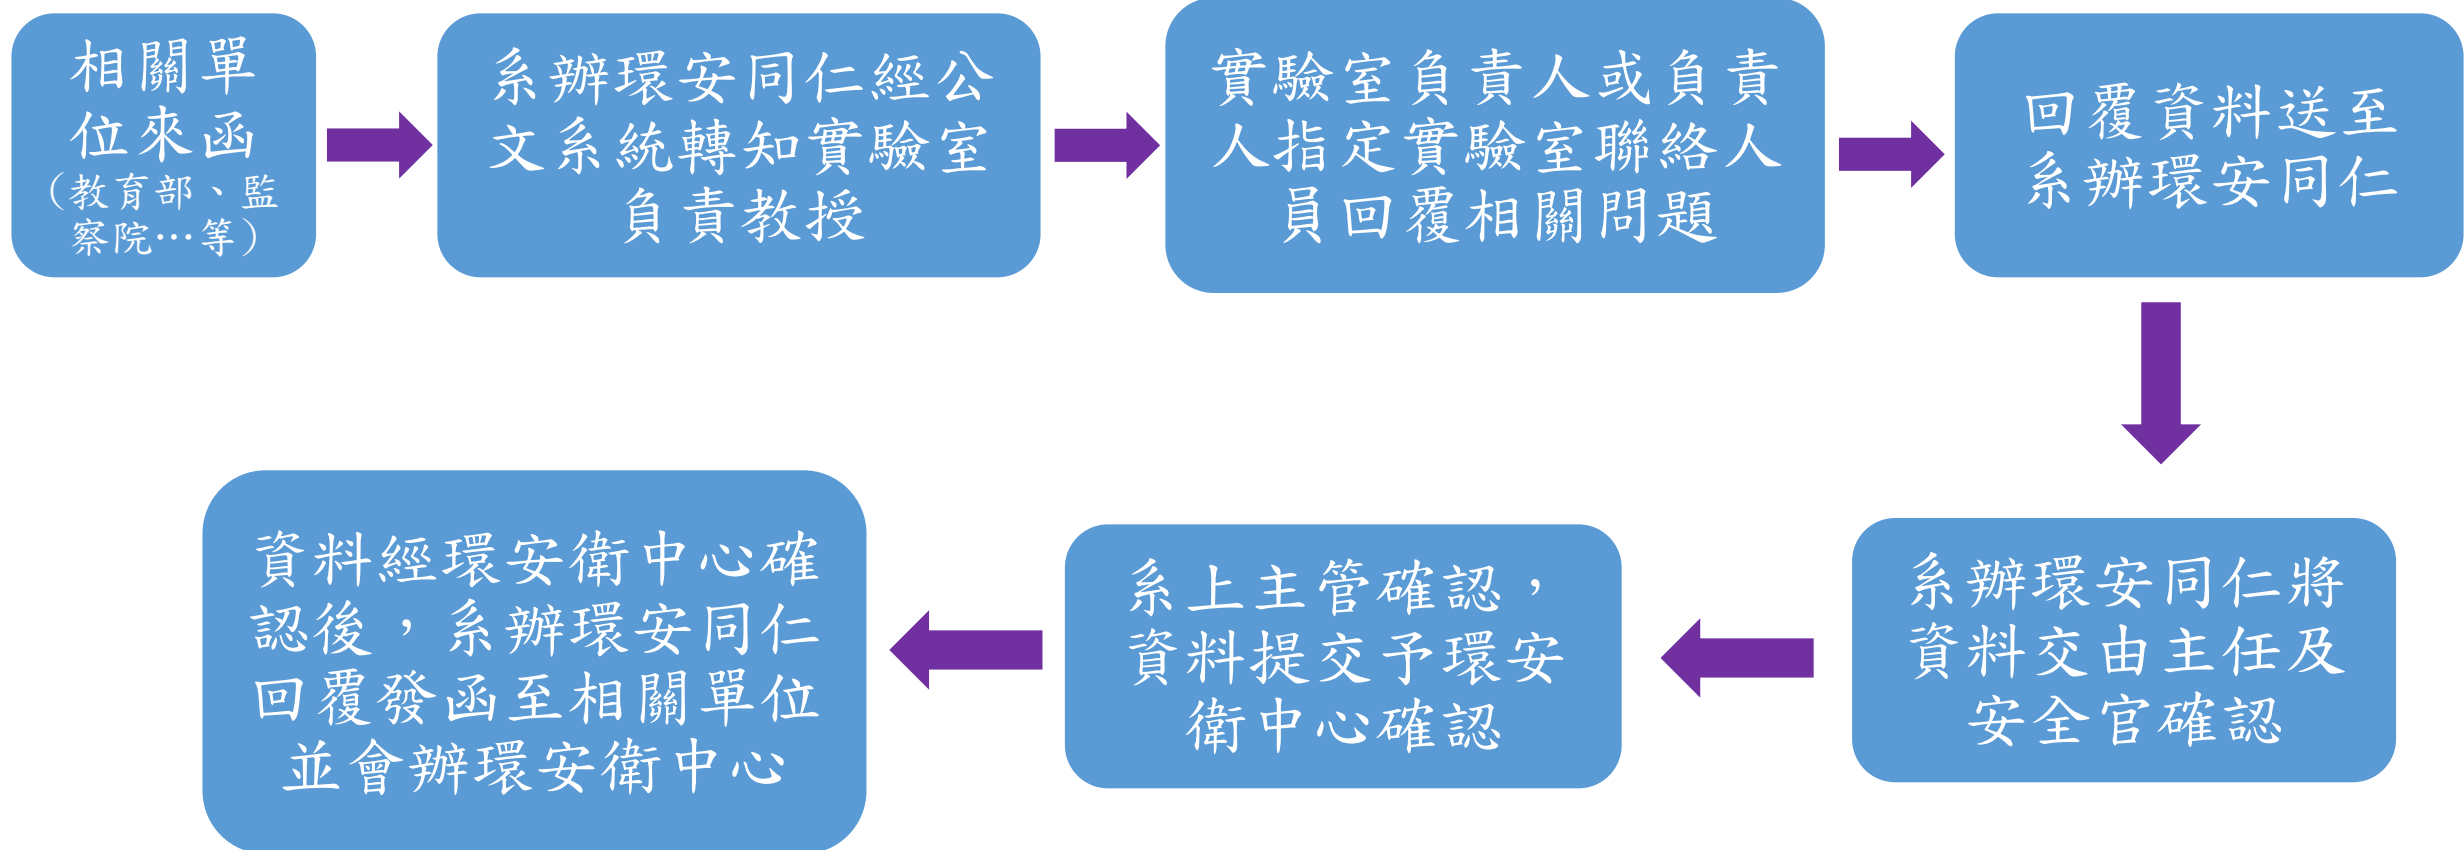 相關單
位來函
（教育部、監
察院…等）
系辦環安同仁經公
文系統轉知實驗室
負責教授
實驗室負責人或負責
人指定實驗室聯絡人
員回覆相關問題
回覆資料送至
系辦環安同仁
系辦環安同仁將
資料交由主任及
安全官確認
系上主管確認，
資料提交予環安
衛中心確認
資料經環安衛中心確
認後，系辦環安同仁
回覆發函至相關單位
並會辦環安衛中心